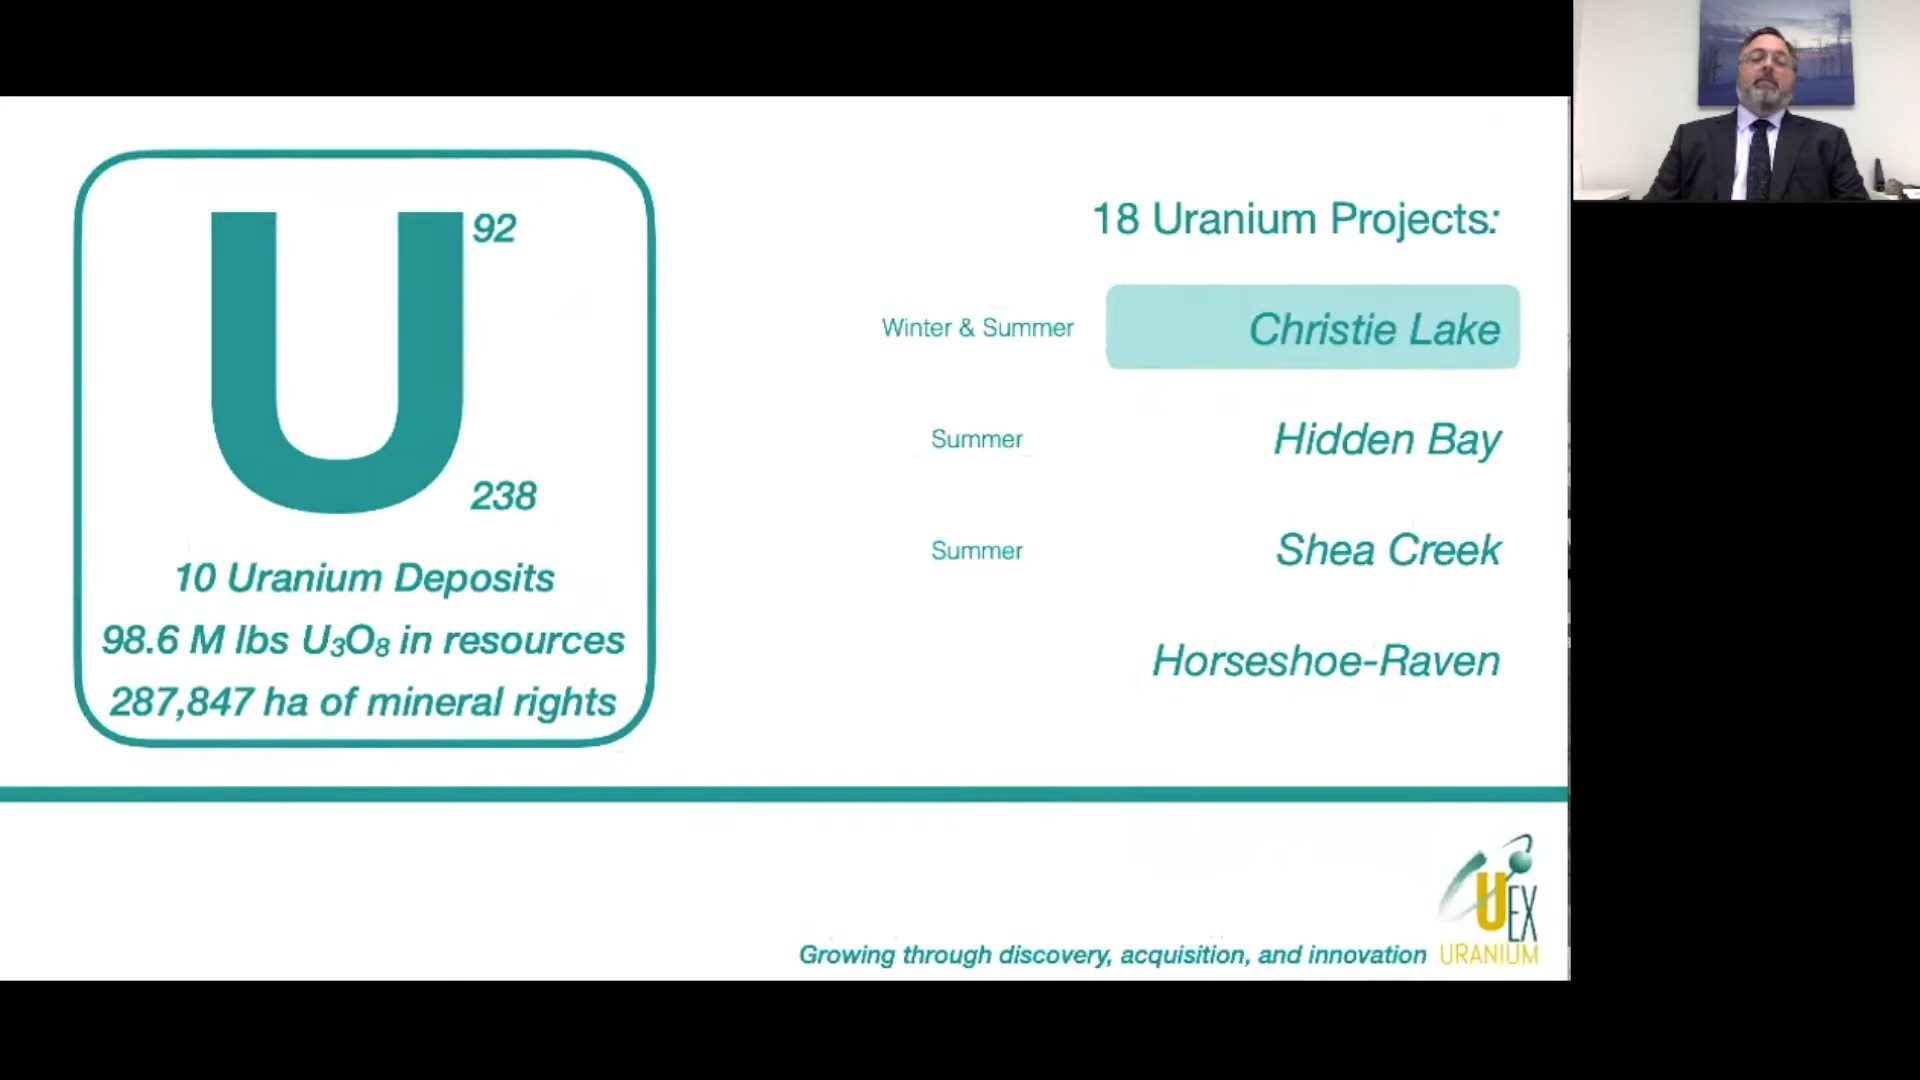 U
92
238
10 Uranium Deposits
98.6 M lbs U₃O₈ in resources
287,847 ha of mineral rights
18 Uranium Projects:
Winter & Summer
Christie Lake
Summer
Hidden Bay
Summer
Shea Creek
Horseshoe-Raven
Growing through discovery, acquisition, and innovation
UEX
URANIUM